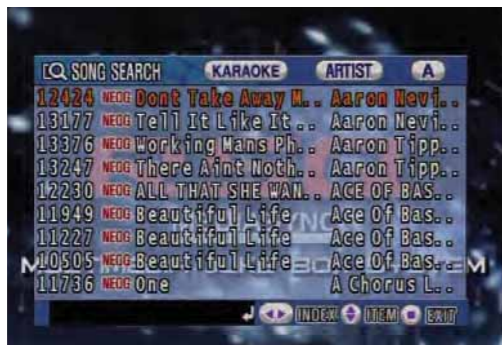 SONG SEARCH KARAOKE ARTIST A
12424 NEOG Dont Take Away M.. Aaron Nevi..
13177 NEOG Tell It Like It .. Aaron Nevi..
13376 NEOG Working Mans Ph.. Aaron Tipp..
13247 NEOG There Aint Noth.. Aaron Tipp..
12230 NEOG ALL THAT SHE WAN.. ACE OF BAS..
11949 NEOG Beautiful Life Ace Of Bas..
11227 NEOG Beautiful Life Ace Of Bas..
10505 NEOG Beautiful Life Ace Of Bas..
11736 NEOG One A Chorus L..
INDEX ITEM EXIT